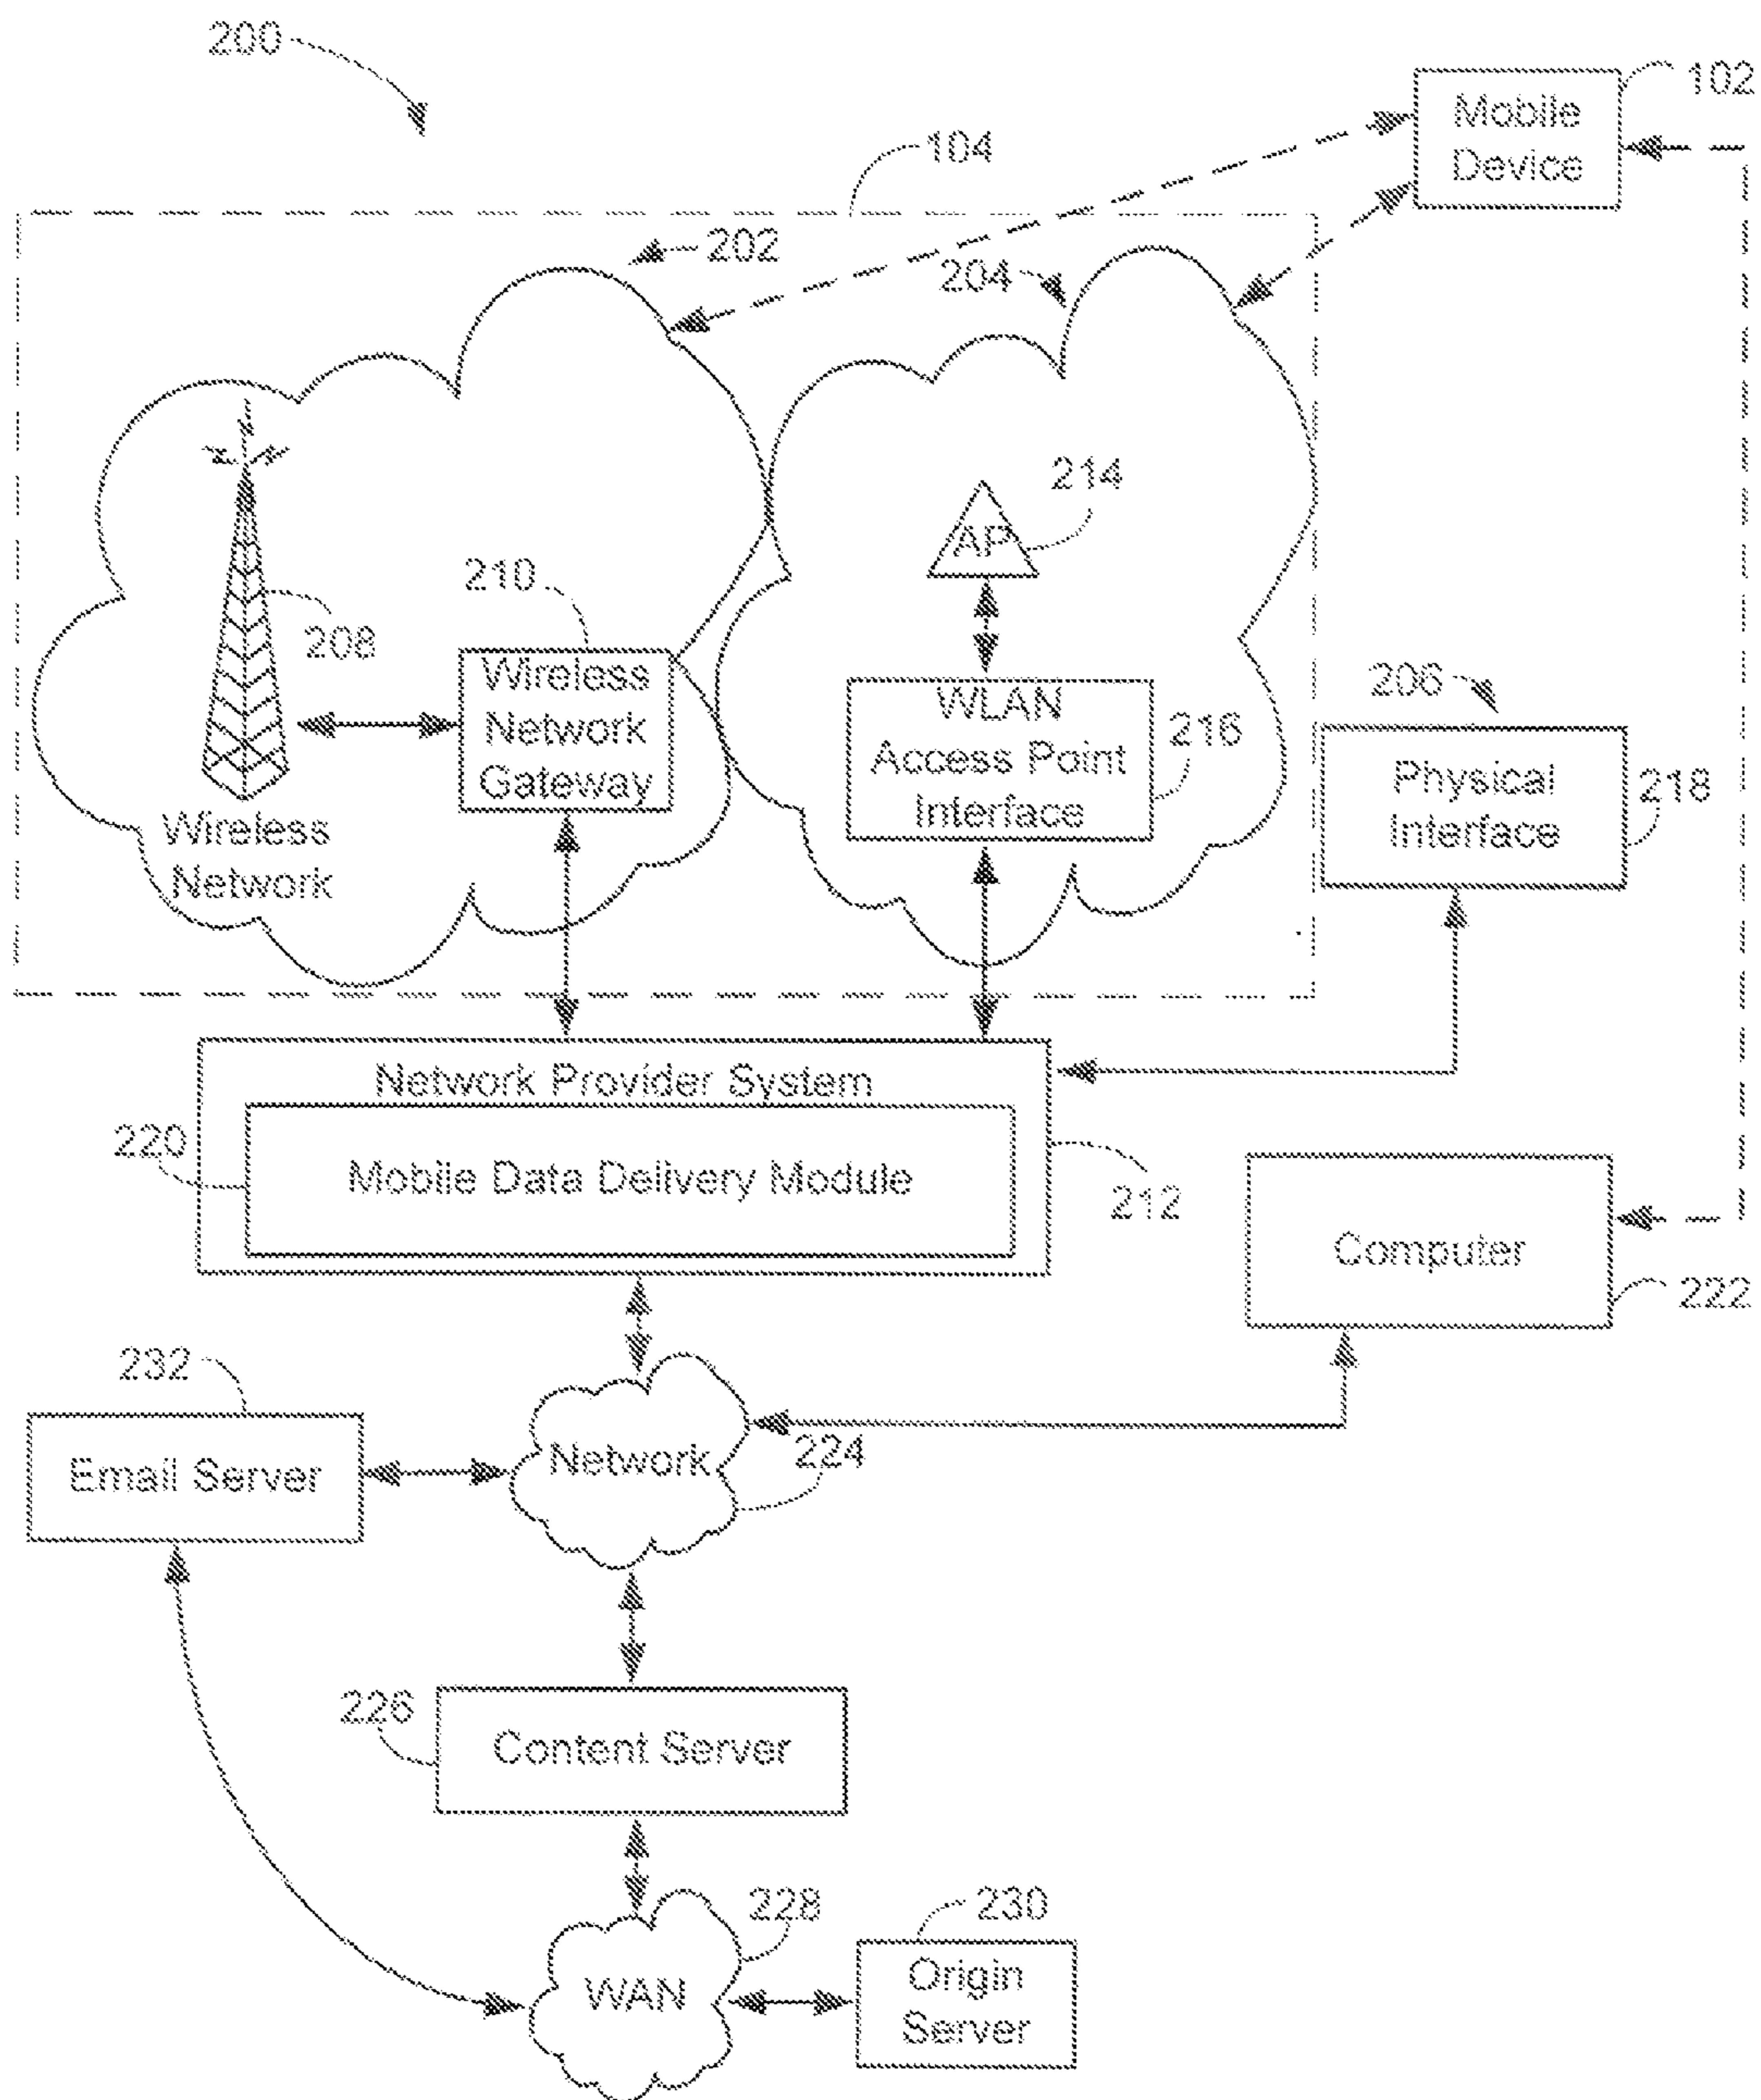 200
102
Mobile
Device
104
202
204
214
AP
210
208
Wireless
Network
Gateway
WLAN
Access Point
Interface
216
206
Physical
Interface
218
Wireless
Network
Network Provider System
220
Mobile Data Delivery Module
212
Computer
222
232
Email Server
Network
224
226
Content Server
228
230
WAN
Origin
Server